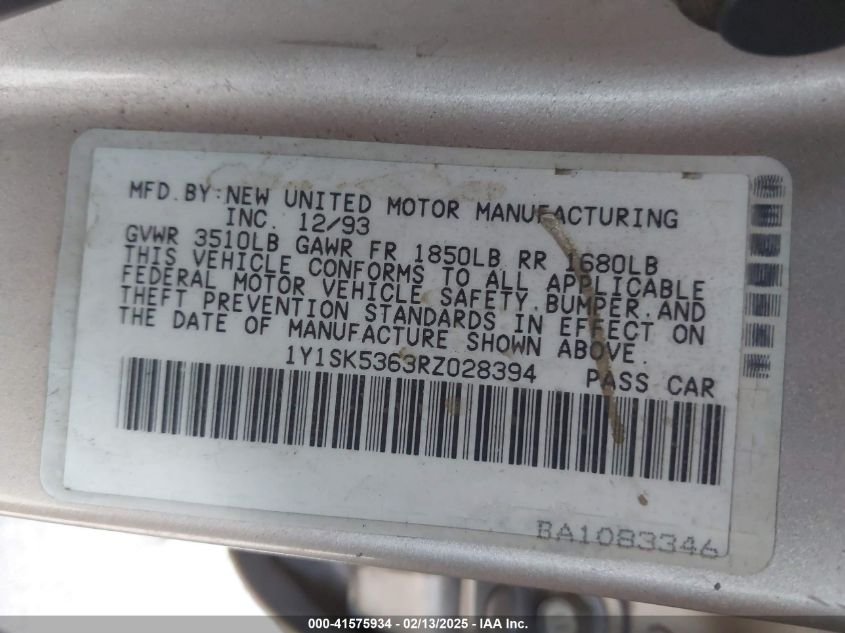 MFD. BY: NEW UNITED MOTOR MANUFACTURING
INC. 12/93
GVWR 3510LB GAWR FR 1850LB RR 1680LB
THIS VEHICLE CONFORMS TO ALL APPLICABLE
FEDERAL MOTOR VEHICLE SAFETY, BUMPER, AND
THEFT PREVENTION STANDARDS IN EFFECT ON
THE DATE OF MANUFACTURE SHOWN ABOVE.
1Y1SK5363RZ028394 PASS CAR
BA1083346
000-41575934 - 02/13/2025 - IAA Inc.